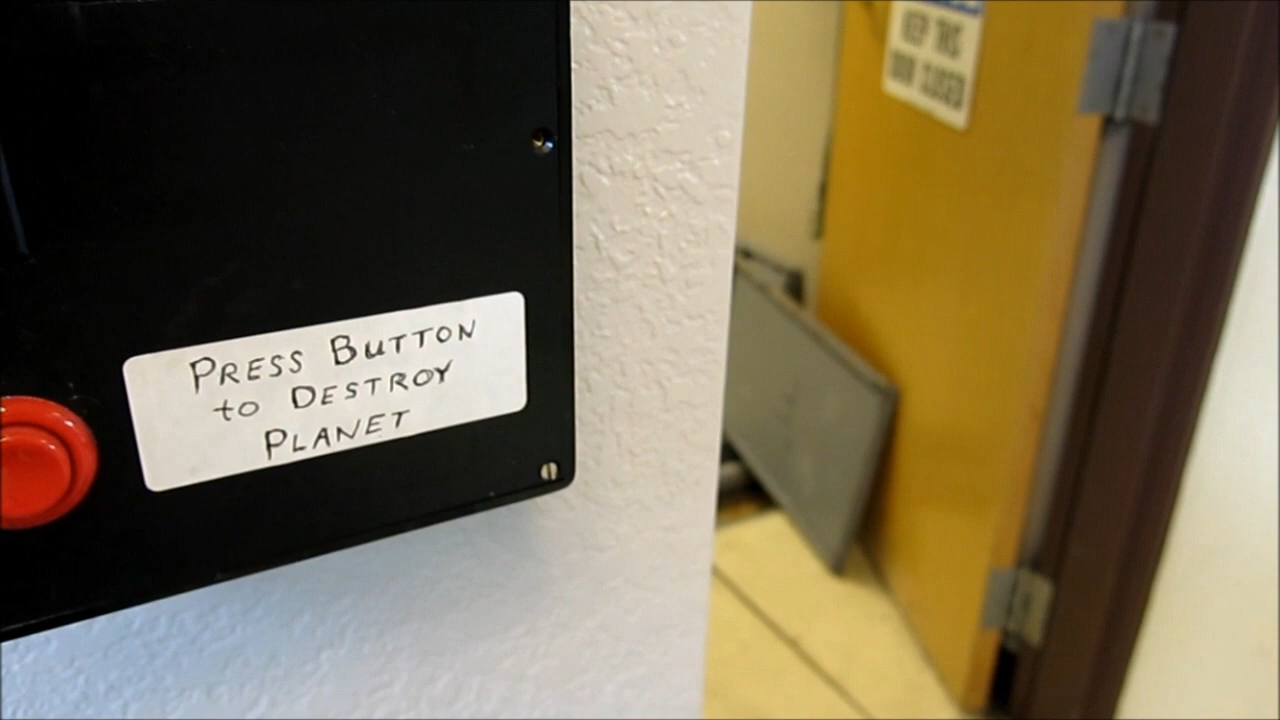 PRESS BUTTON
to DESTROY
PLANET
KEEP THIS
DOOR CLOSED